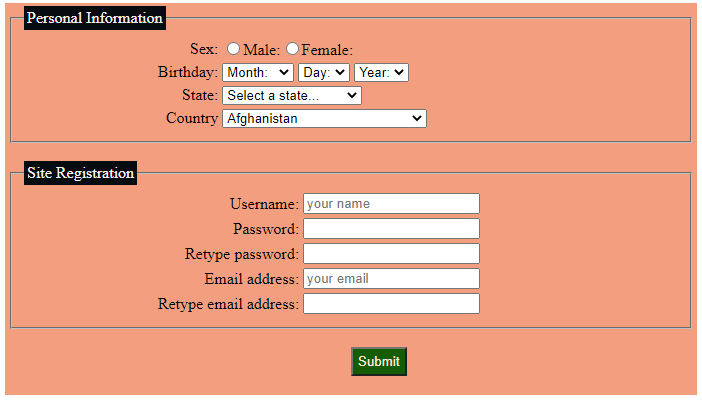 Personal Information
Sex: Male: Female:
Birthday: Month: Day: Year:
State: Select a state...
Country Afghanistan
Site Registration
Username: your name
Password:
Retype password:
Email address: your email
Retype email address:
Submit